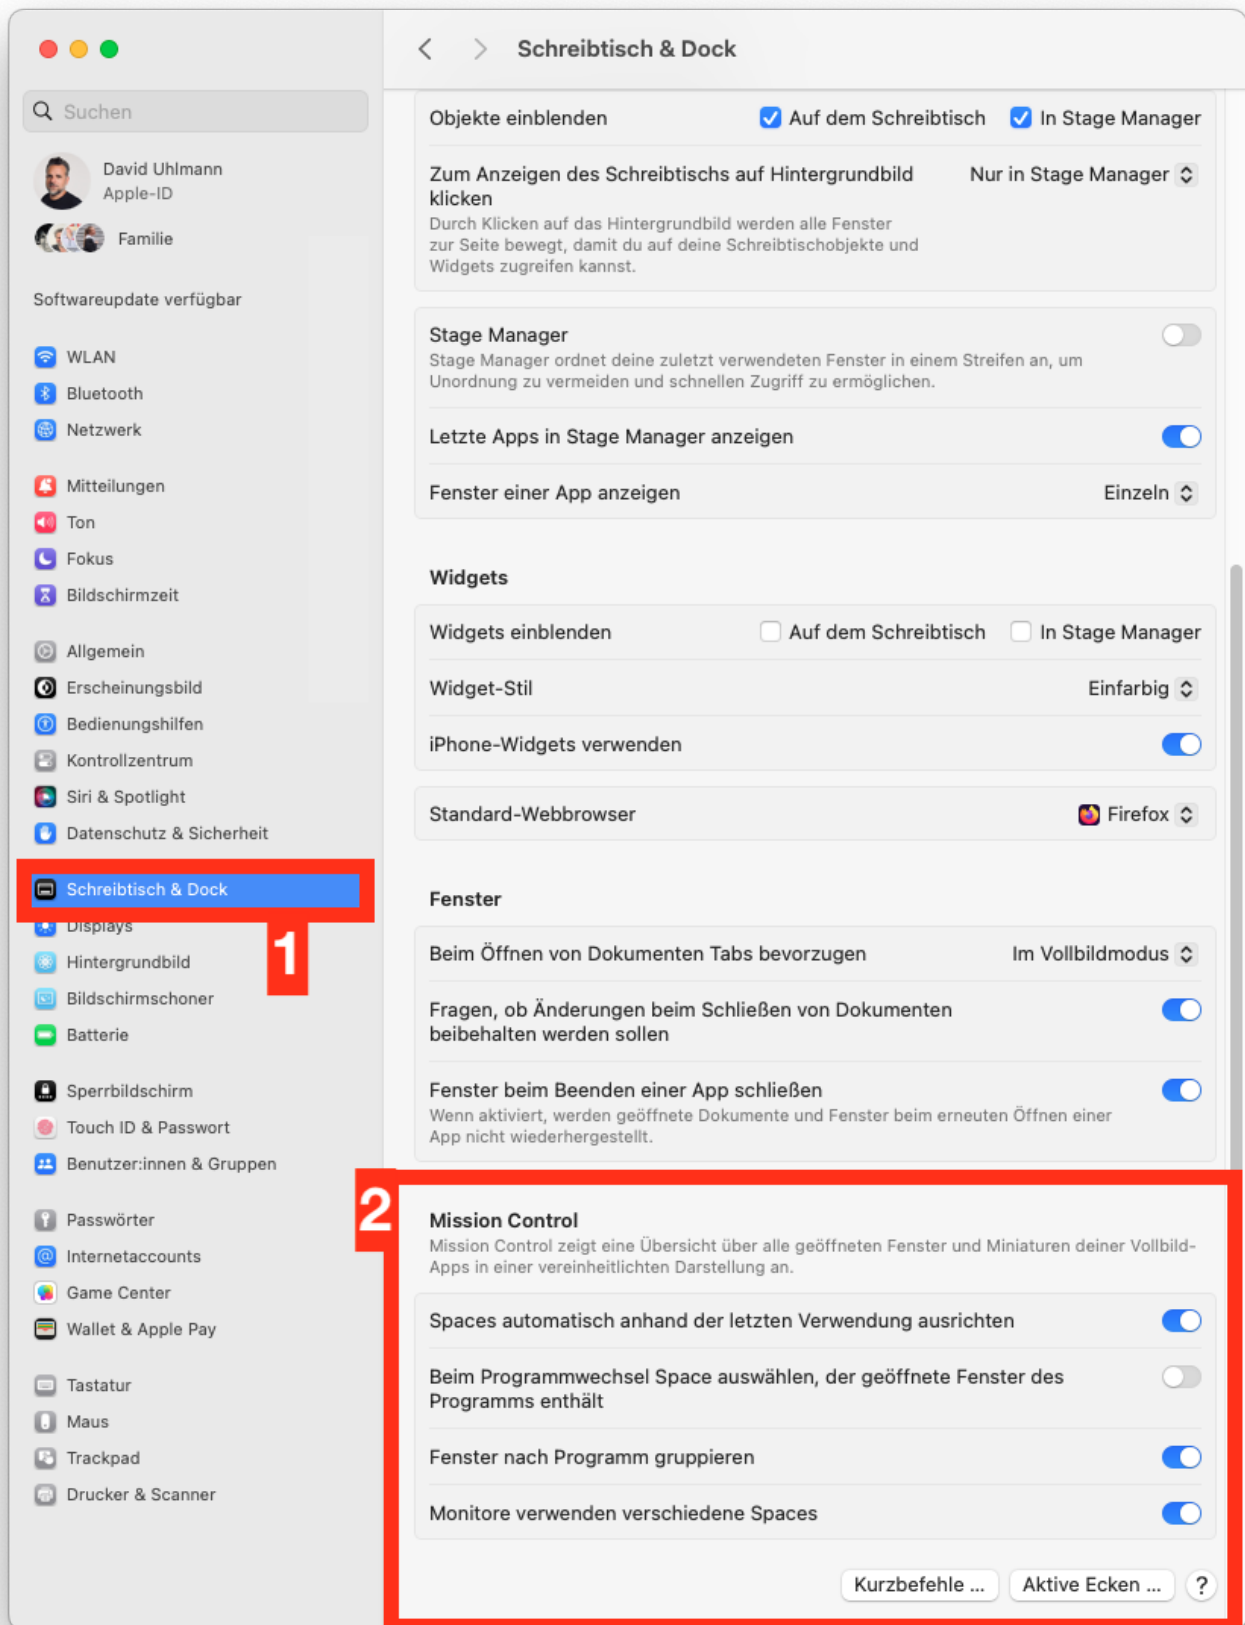 Schreibtisch & Dock
Suchen
David Uhlmann
Apple-ID
Familie
Softwareupdate verfügbar
WLAN
Bluetooth
Netzwerk
Mitteilungen
Ton
Fokus
Bildschirmzeit
Allgemein
Erscheinungsbild
Bedienungshilfen
Kontrollzentrum
Siri & Spotlight
Datenschutz & Sicherheit
Schreibtisch & Dock
1
Displays
Hintergrundbild
Bildschirmschoner
Batterie
Sperrbildschirm
Touch ID & Passwort
Benutzer:innen & Gruppen
Passwörter
Internetaccounts
Game Center
Wallet & Apple Pay
Tastatur
Maus
Trackpad
Drucker & Scanner
Objekte einblenden Auf dem Schreibtisch In Stage Manager
Zum Anzeigen des Schreibtischs auf Hintergrundbild Nur in Stage Manager
klicken
Durch Klicken auf das Hintergrundbild werden alle Fenster
zur Seite bewegt, damit du auf deine Schreibtischobjekte und
Widgets zugreifen kannst.
Stage Manager
Stage Manager ordnet deine zuletzt verwendeten Fenster in einem Streifen an, um
Unordnung zu vermeiden und schnellen Zugriff zu ermöglichen.
Letzte Apps in Stage Manager anzeigen
Fenster einer App anzeigen Einzeln
Widgets
Widgets einblenden Auf dem Schreibtisch In Stage Manager
Widget-Stil Einfarbig
iPhone-Widgets verwenden
Standard-Webbrowser Firefox
Fenster
Beim Öffnen von Dokumenten Tabs bevorzugen Im Vollbildmodus
Fragen, ob Änderungen beim Schließen von Dokumenten
beibehalten werden sollen
Fenster beim Beenden einer App schließen
Wenn aktiviert, werden geöffnete Dokumente und Fenster beim erneuten Öffnen einer
App nicht wiederhergestellt.
2
Mission Control
Mission Control zeigt eine Übersicht über alle geöffneten Fenster und Miniaturen deiner Vollbild-
Apps in einer vereinheitlichten Darstellung an.
Spaces automatisch anhand der letzten Verwendung ausrichten
Beim Programmwechsel Space auswählen, der geöffnete Fenster des
Programms enthält
Fenster nach Programm gruppieren
Monitore verwenden verschiedene Spaces
Kurzbefehle ... Aktive Ecken ... ?